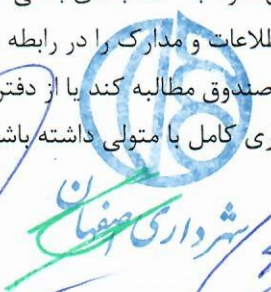 طلاعات و مدارک را در رابطه
صندوق مطالبه کند یا از دفتر
ری کامل با متولی داشته باش
شهرداری اصفهان